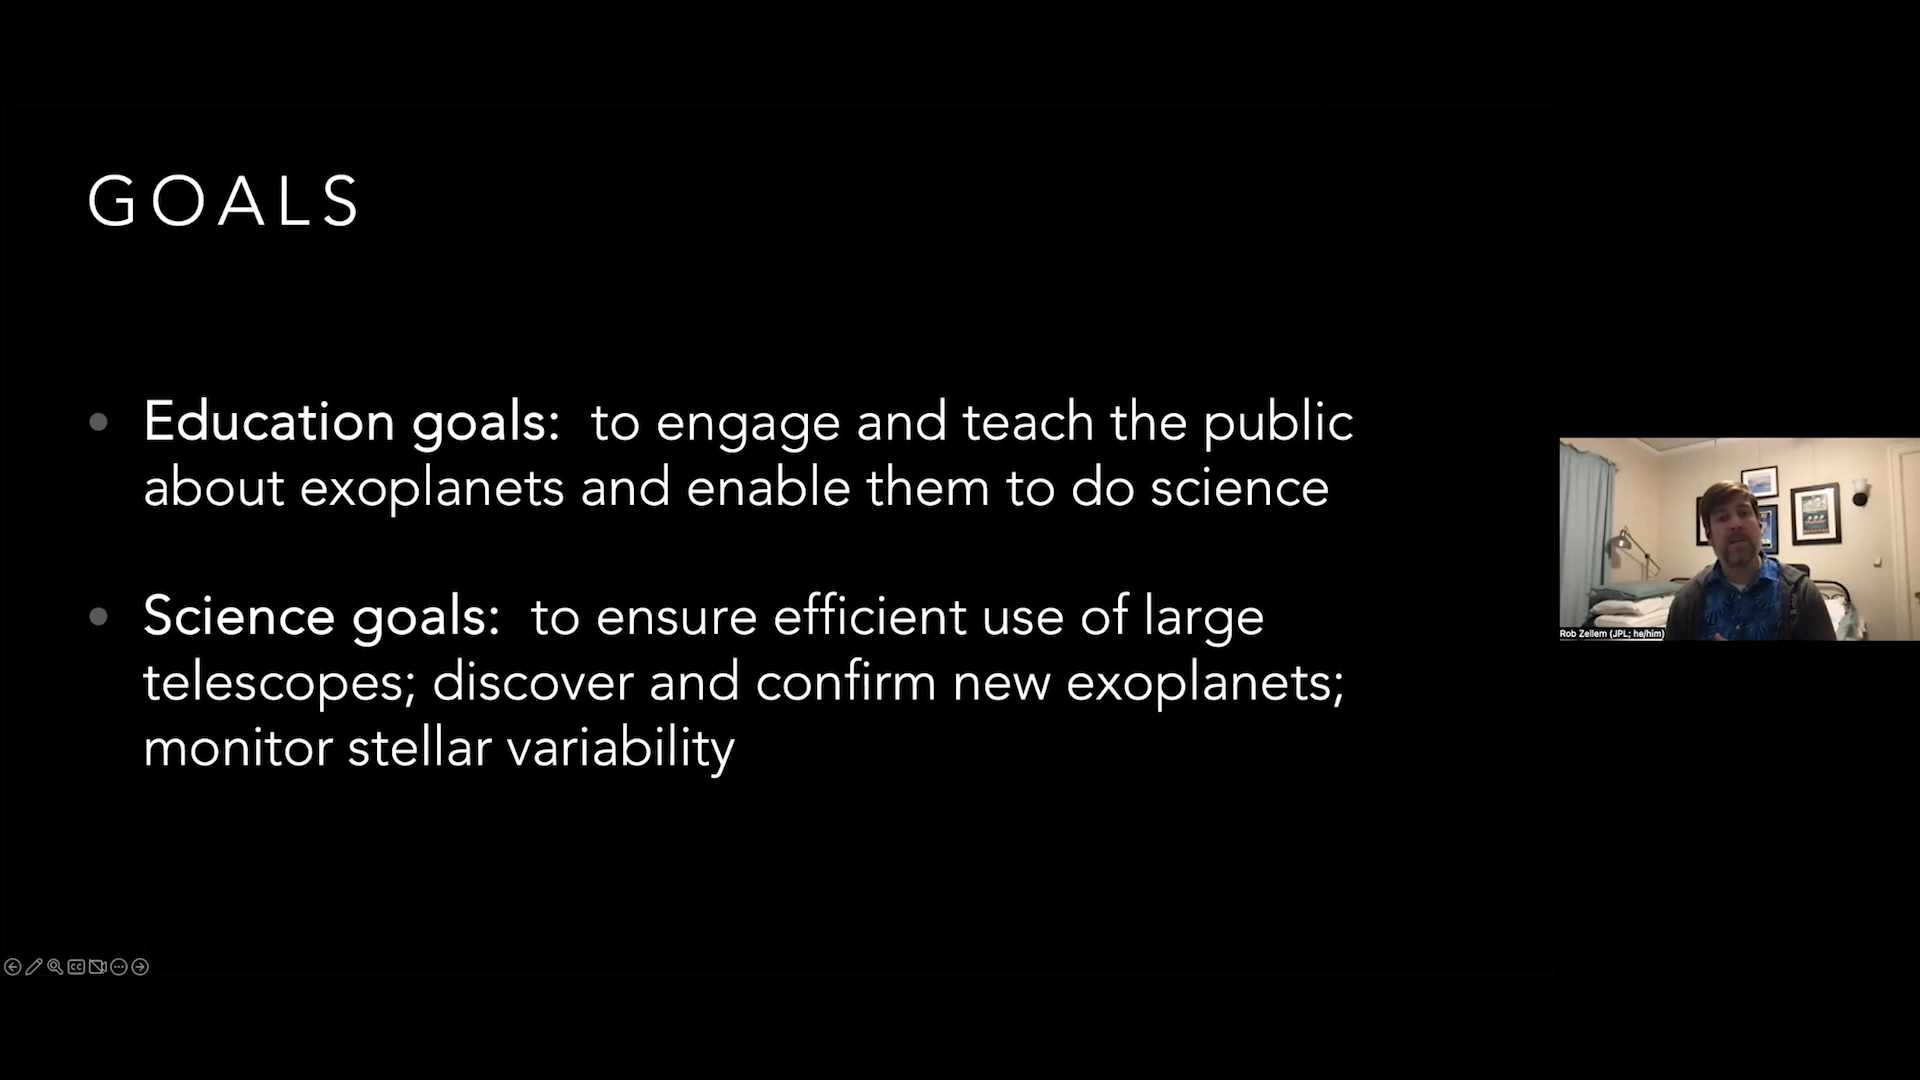 GOALS
Education goals: to engage and teach the public
about exoplanets and enable them to do science
Science goals: to ensure efficient use of large
telescopes; discover and confirm new exoplanets;
monitor stellar variability
Rob Zellem (JPL; he/him)
CC